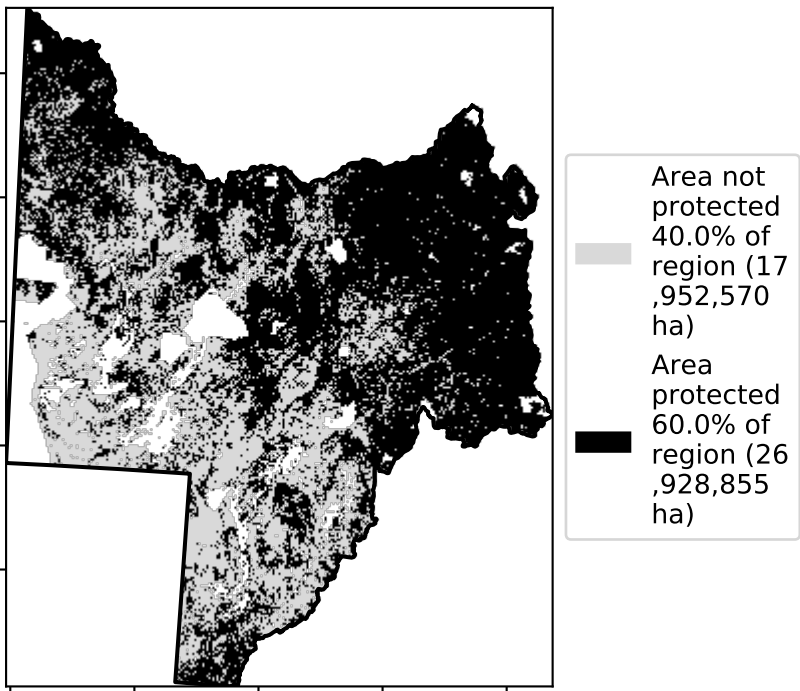 Area not
protected
40.0% of
region (17
,952,570
ha)
Area
protected
60.0% of
region (26
,928,855
ha)